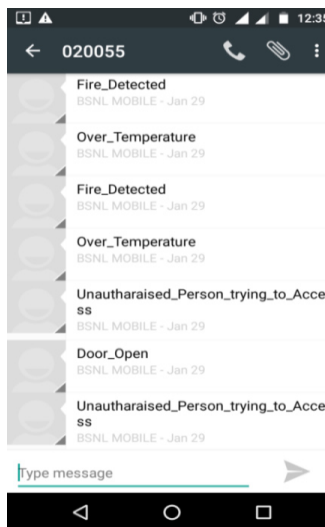 12:35
020055
Fire_Detected
BSNL MOBILE - Jan 29
Over_Temperature
BSNL MOBILE - Jan 29
Fire_Detected
BSNL MOBILE - Jan 29
Over_Temperature
BSNL MOBILE - Jan 29
Unautharaised_Person_trying_to_Acce
ss
BSNL MOBILE - Jan 29
Door_Open
BSNL MOBILE - Jan 29
Unautharaised_Person_trying_to_Acce
ss
BSNL MOBILE - Jan 29
Type message